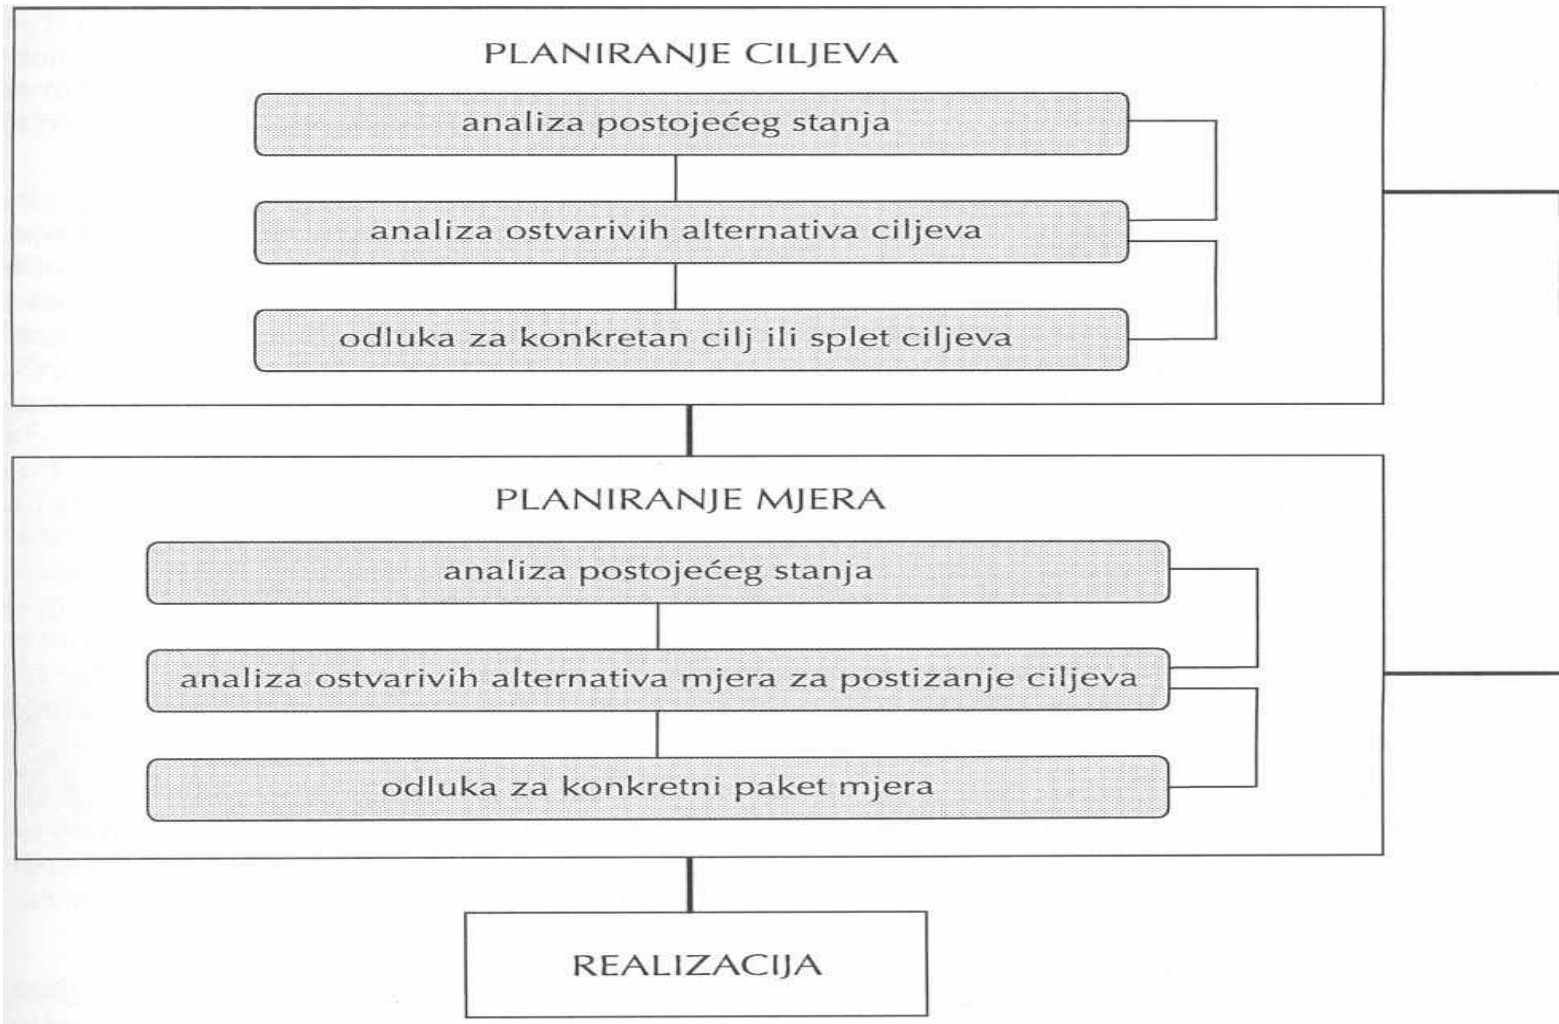 PLANIRANJE CILJEVA
analiza postojećeg stanja
analiza ostvarivih alternativa ciljeva
odluka za konkretan cilj ili splet ciljeva
PLANIRANJE MJERA
analiza postojećeg stanja
analiza ostvarivih alternativa mjera za postizanje ciljeva
odluka za konkretni paket mjera
REALIZACIJA